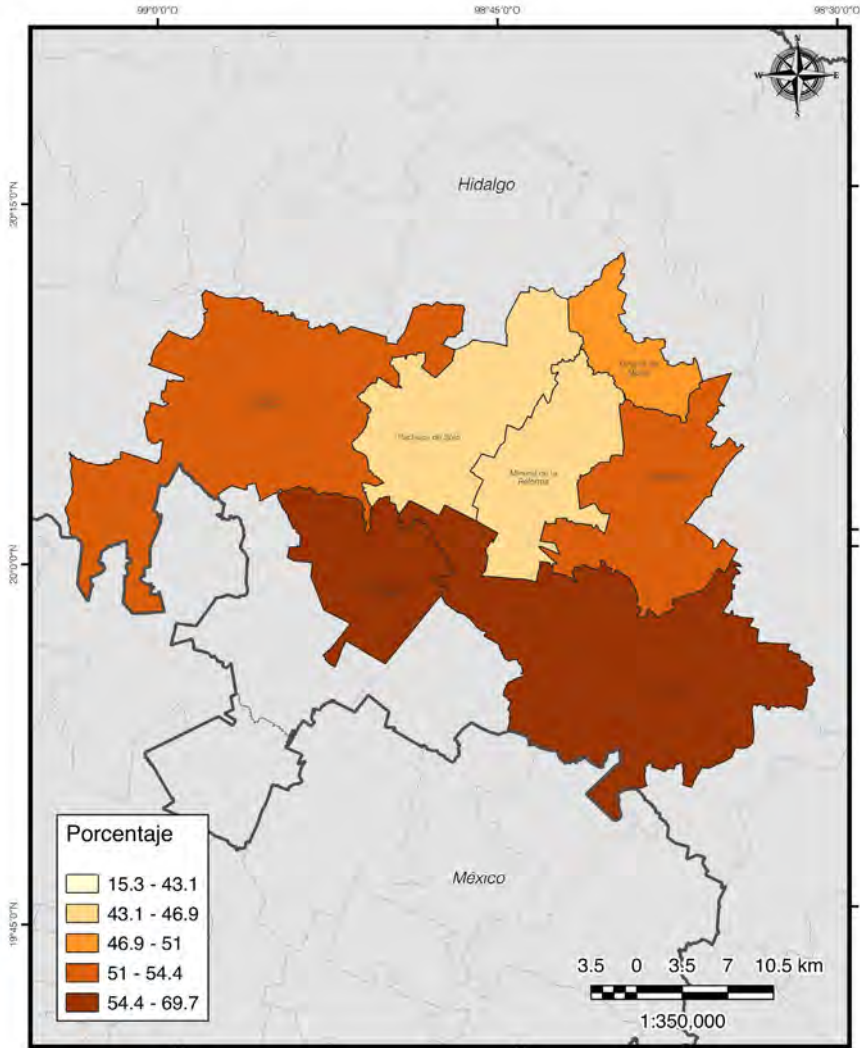 99°0'0"O
98°45'0"O
98°30'0"O
N
W
E
S
20°15'0"N
Hidalgo
Pachuca de Soto
Mineral de la
Reforma
20°0'0"N
Porcentaje
15.3 - 43.1
43.1 - 46.9
46.9 - 51
51 - 54.4
54.4 - 69.7
México
19°45'0"N
3.5 0 3.5 7 10.5 km
1:350,000